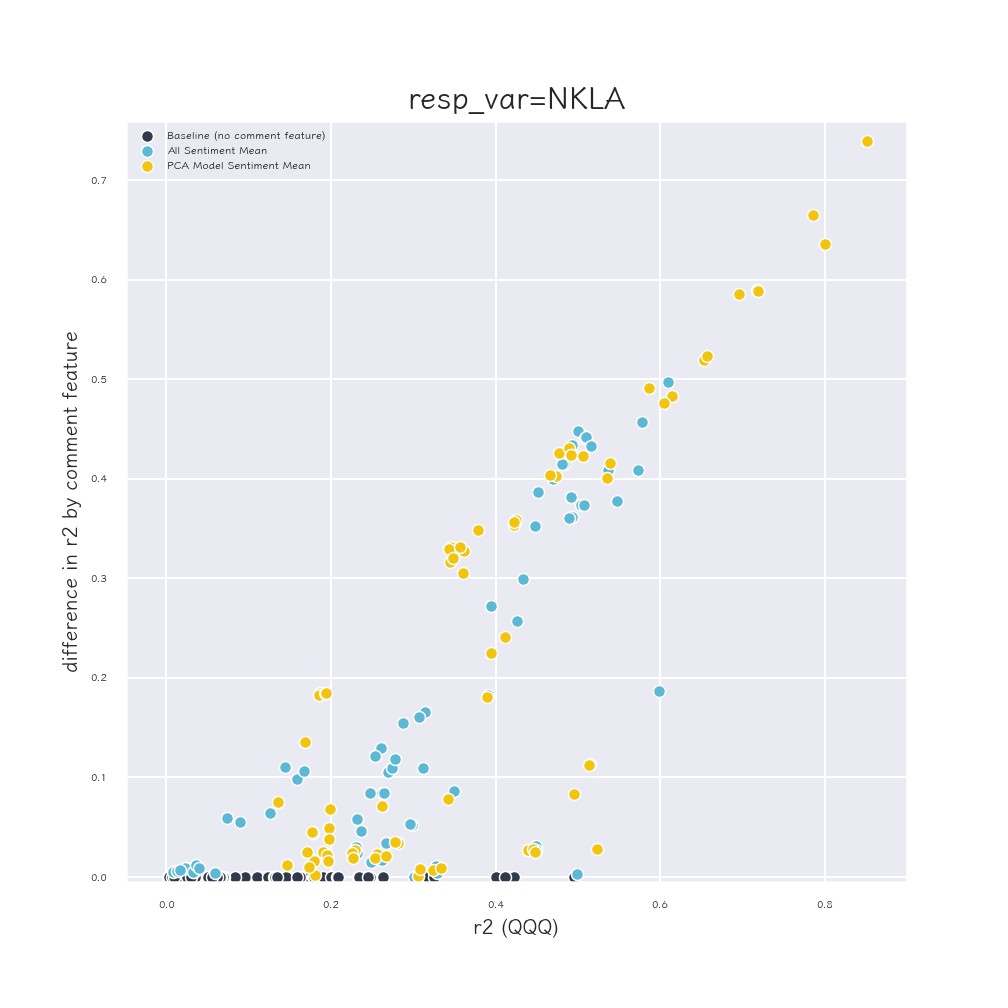 resp_var=NKLA
Baseline (no comment feature)
All Sentiment Mean
PCA Model Sentiment Mean
difference in r2 by comment feature
0.7
0.6
0.5
0.4
0.3
0.2
0.1
0.0
0.0 0.2 0.4 0.6 0.8
r2 (QQQ)